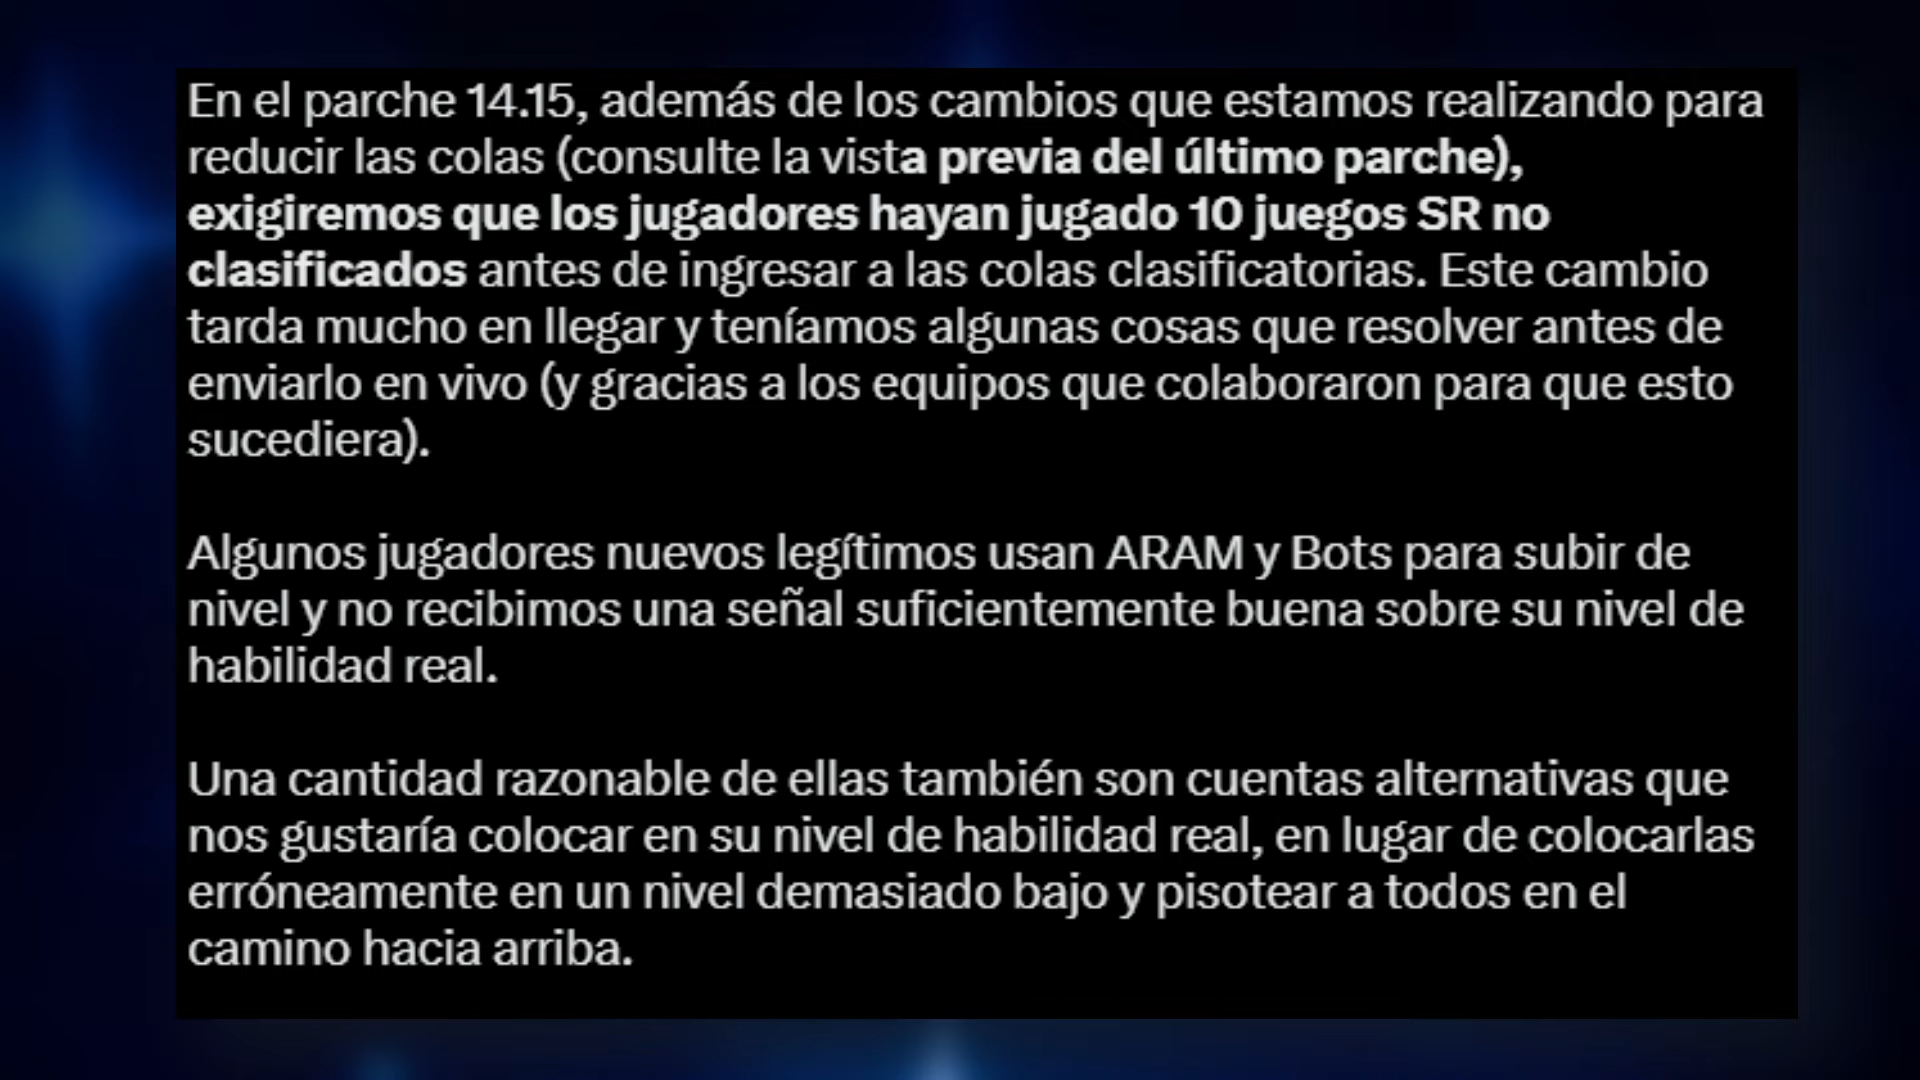 En el parche 14.15, además de los cambios que estamos realizando para
reducir las colas (consulte la vista previa del último parche),
exigiremos que los jugadores hayan jugado 10 juegos SR no
clasificados antes de ingresar a las colas clasificatorias. Este cambio
tarda mucho en llegar y teníamos algunas cosas que resolver antes de
enviarlo en vivo (y gracias a los equipos que colaboraron para que esto
sucediera).
Algunos jugadores nuevos legítimos usan ARAM y Bots para subir de
nivel y no recibimos una señal suficientemente buena sobre su nivel de
habilidad real.
Una cantidad razonable de ellas también son cuentas alternativas que
nos gustaría colocar en su nivel de habilidad real, en lugar de colocarlas
erróneamente en un nivel demasiado bajo y pisotear a todos en el
camino hacia arriba.